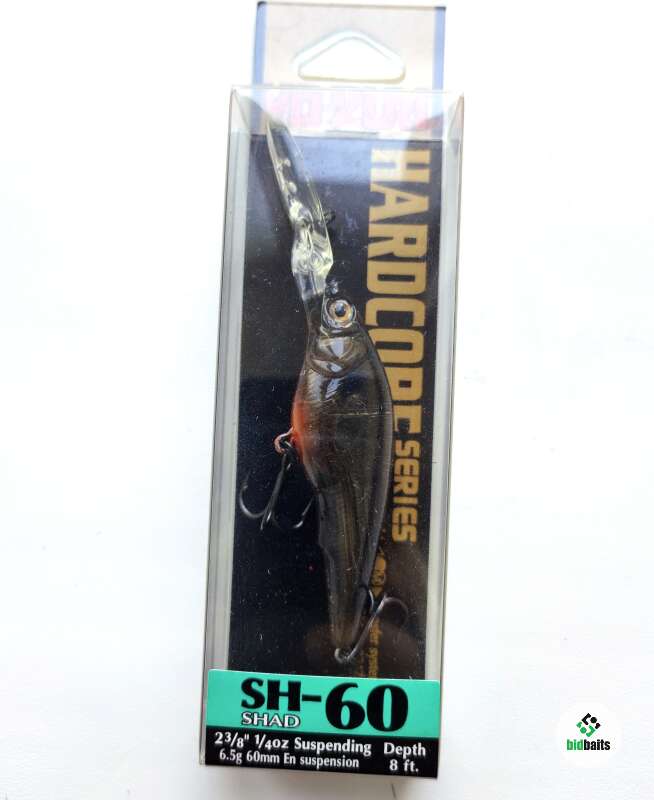 HARDCORE
SERIES
SH-60
SHAD
2 3/8" 1/4oz Suspending Depth
6.5g 60mm En suspension 8 ft.
bidbaits